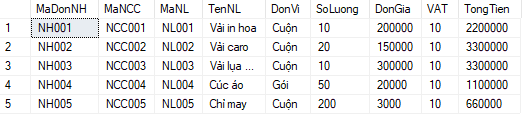 MaDonNH MaNCC MaNL TenNL DonVi SoLuong DonGia VAT TongTien
1 NH001 NCC001 NL001 Vải in hoa Cuộn 10 200000 10 2200000
2 NH002 NCC002 NL002 Vải caro Cuộn 20 150000 10 3300000
3 NH003 NCC003 NL003 Vải lụa ... Cuộn 10 300000 10 3300000
4 NH004 NCC004 NL004 Cúc áo Gói 50 20000 10 1100000
5 NH005 NCC005 NL005 Chỉ may Cuộn 200 3000 10 660000